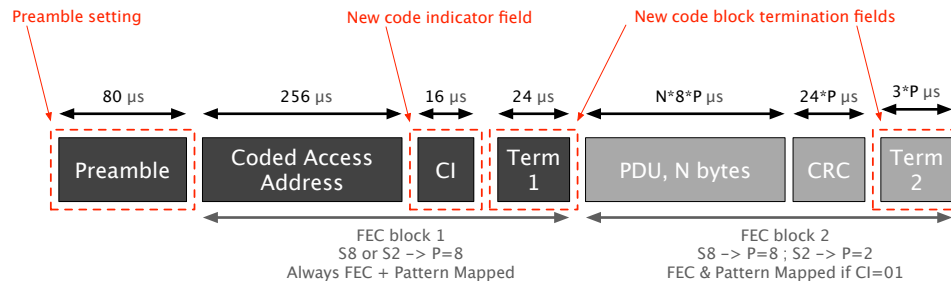 Preamble setting
New code indicator field
New code block termination fields
80 μs
256 μs
16 μs
24 μs
N*8*P μs
24*P μs
3*P μs
Preamble
Coded Access
Address
CI
Term
1
PDU, N bytes
CRC
Term
2
FEC block 1
S8 or S2 -> P=8
Always FEC + Pattern Mapped
FEC block 2
S8 -> P=8 ; S2 -> P=2
FEC & Pattern Mapped if CI=01